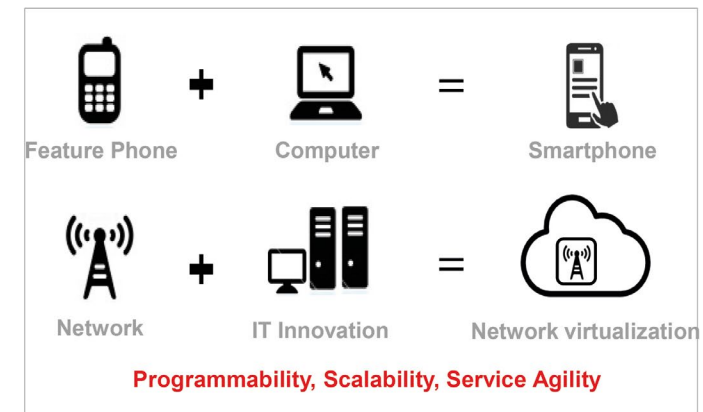 + =
Feature Phone Computer Smartphone
+ =
Network IT Innovation Network virtualization
Programmability, Scalability, Service Agility